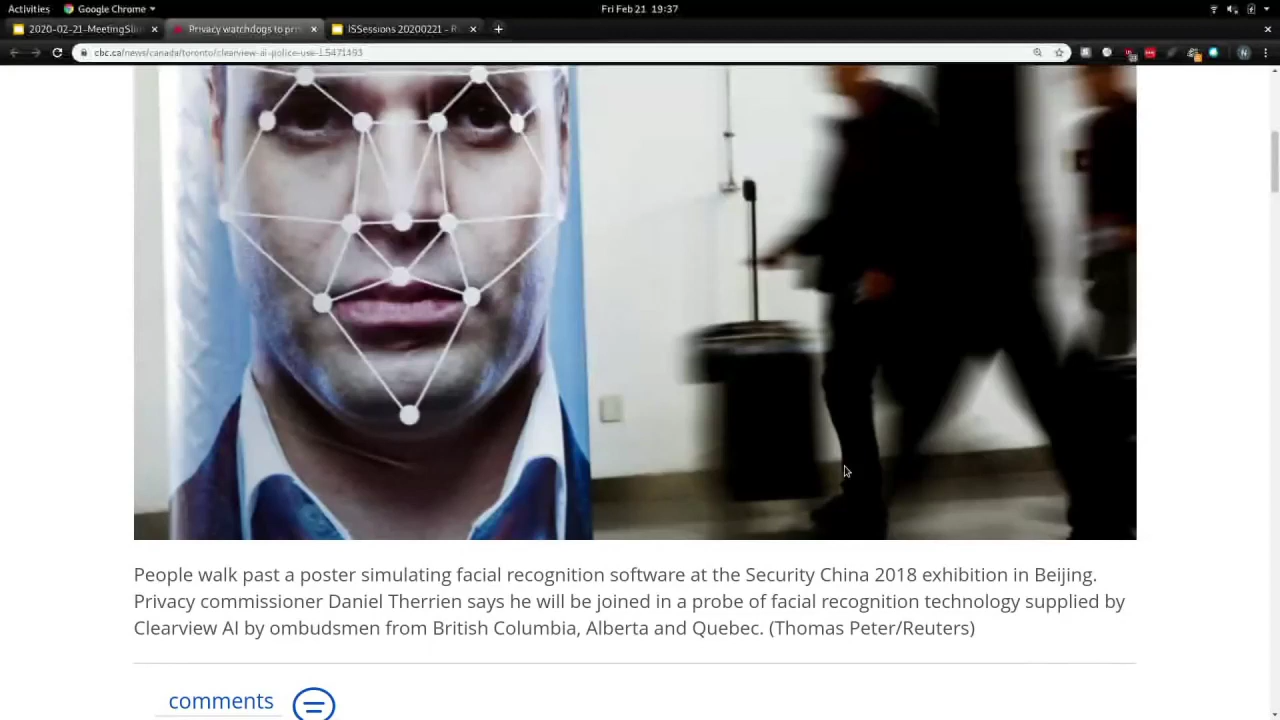 Activities Google Chrome Fri Feb 21 19:37
2020-02-21-MeetingSli Privacy watchdogs to pr ISSessions 20200221 - R
cbc.ca/news/canada/toronto/clearview-ai-police-use-1.5471493
People walk past a poster simulating facial recognition software at the Security China 2018 exhibition in Beijing.
Privacy commissioner Daniel Therrien says he will be joined in a probe of facial recognition technology supplied by
Clearview AI by ombudsmen from British Columbia, Alberta and Quebec. (Thomas Peter/Reuters)
comments